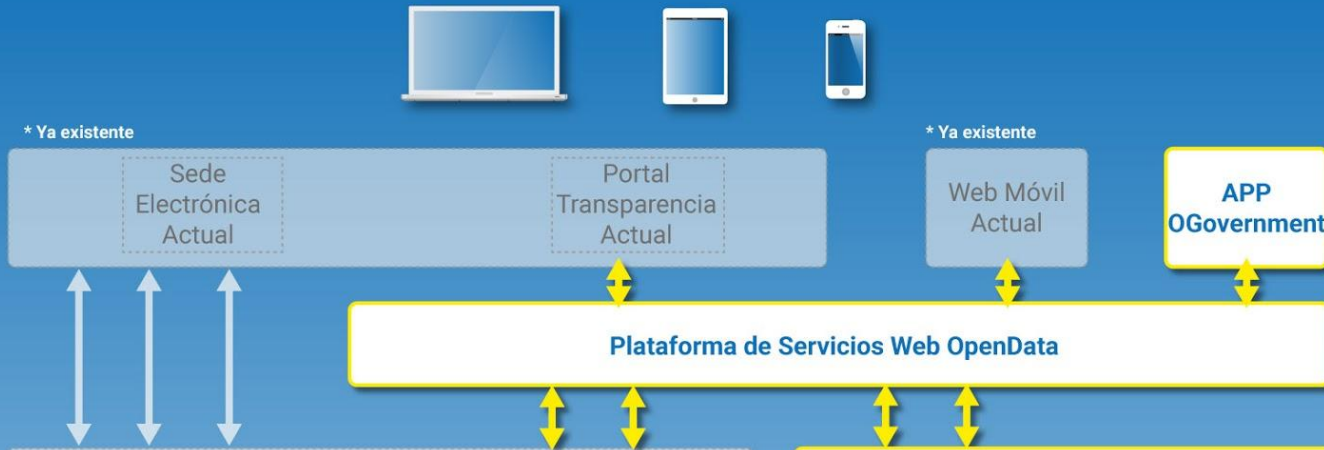 * Ya existente
* Ya existente
Sede
Electrónica
Actual
Portal
Transparencia
Actual
Web Móvil
Actual
APP
OGovernment
Plataforma de Servicios Web OpenData